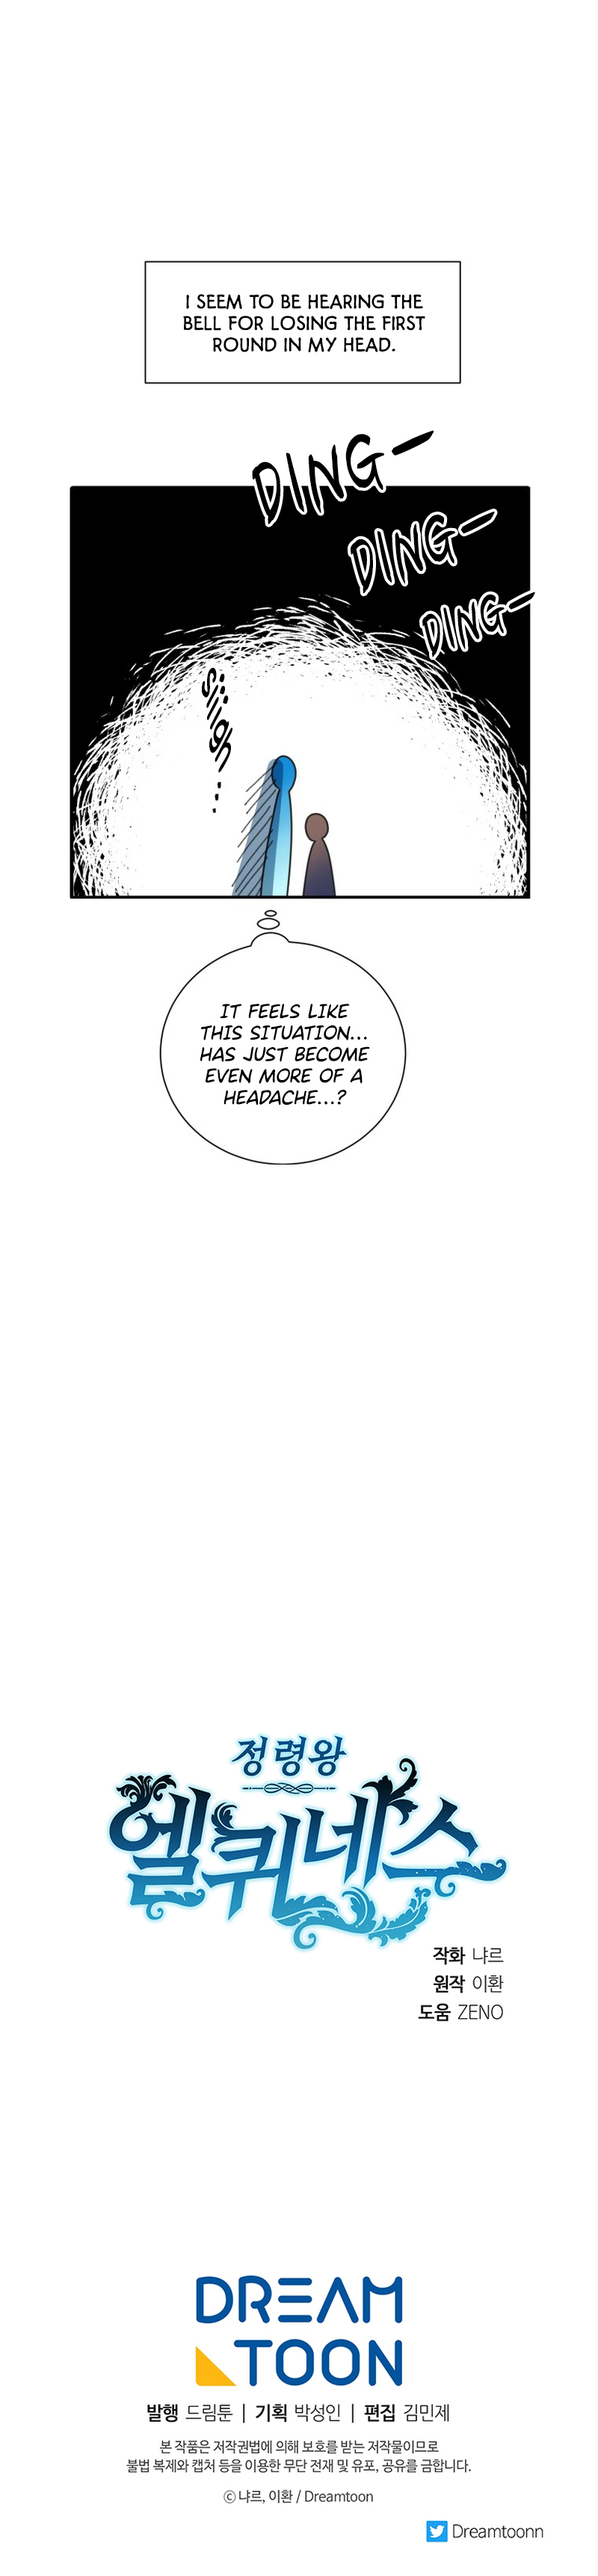 I SEEM TO BE HEARING THE
BELL FOR LOSING THE FIRST
ROUND IN MY HEAD.
DING-
DING-
DING-
siiigh...
IT FEELS LIKE
THIS SITUATION...
HAS JUST BECOME
EVEN MORE OF A
HEADACHE...?
정령왕
엘퀴네스
작화 냐르
원작 이환
도움 ZENO
DREAM
TOON
발행 드림툰 | 기획 박성인 | 편집 김민제
본 작품은 저작권법에 의해 보호를 받는 저작물이므로
불법 복제와 캡처 등을 이용한 무단 전재 및 유포, 공유를 금합니다.
ⓒ 냐르, 이환 / Dreamtoon
Dreamtoonn